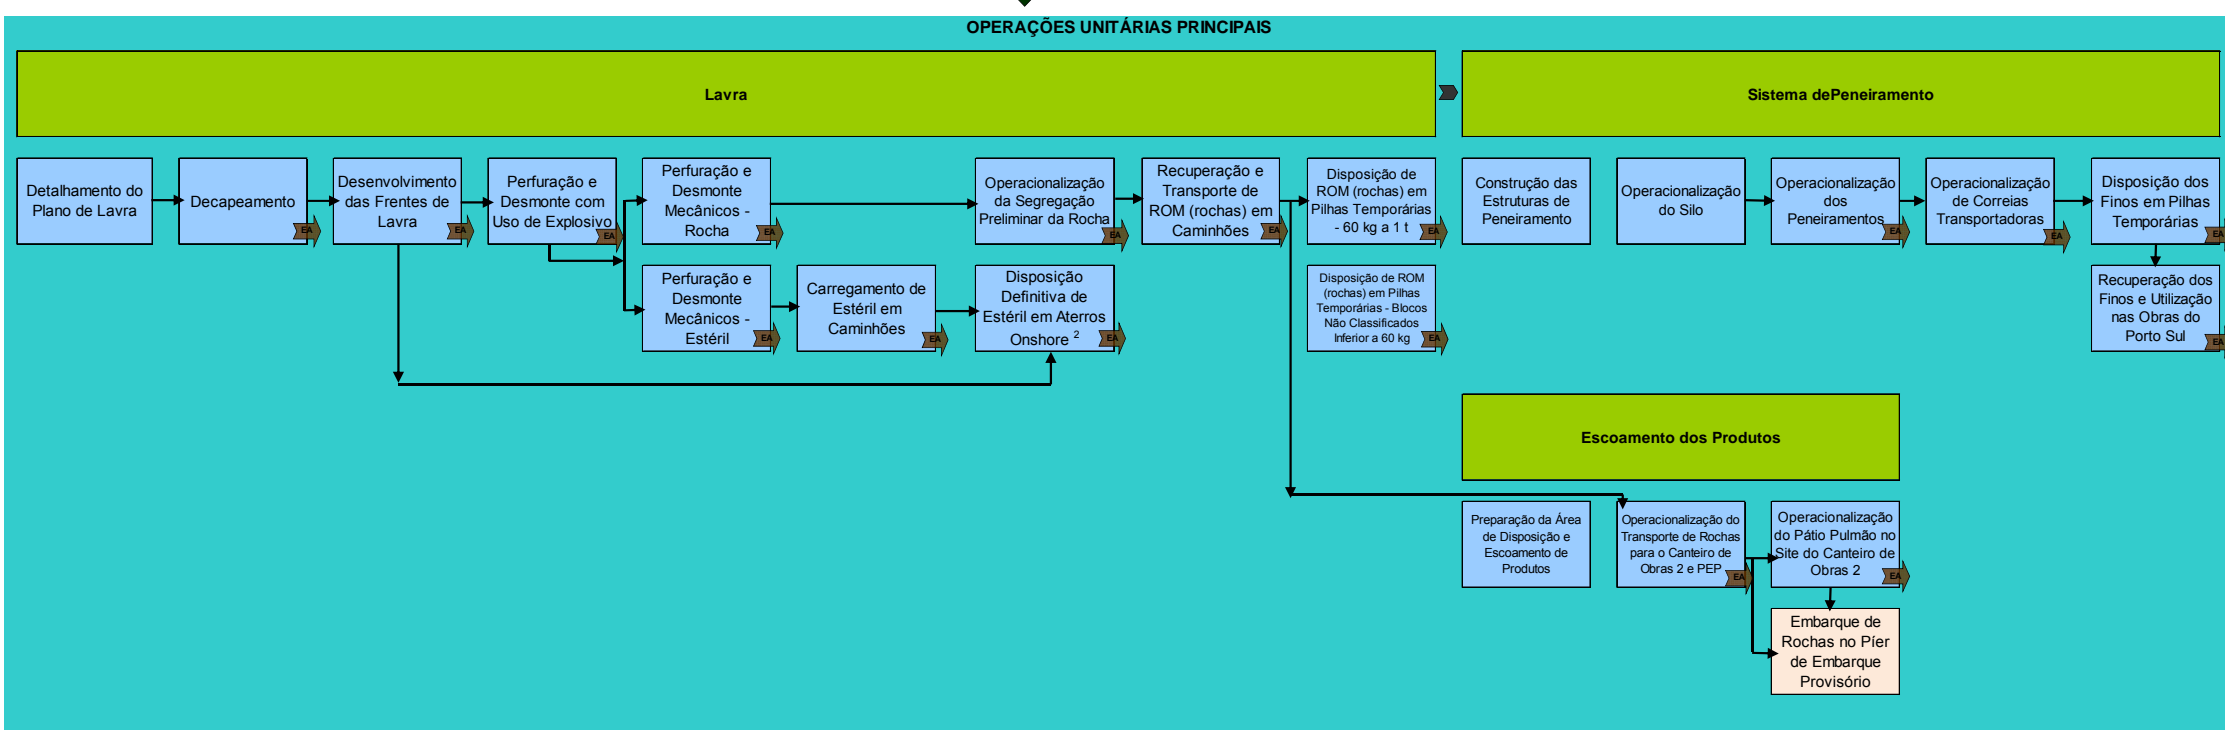 OPERAÇÕES UNITÁRIAS PRINCIPAIS
Lavra
Sistema dePeneiramento
Detalhamento do
Plano de Lavra
Decapeamento
EA
Desenvolvimento
das Frentes de
Lavra
EA
Perfuração e
Desmonte com
Uso de Explosivo
EA
Perfuração e
Desmonte
Mecânicos -
Rocha
EA
Operacionalização
da Segregação
Preliminar da Rocha
EA
Recuperação e
Transporte de
ROM (rochas) em
Caminhões
EA
Disposição de
ROM (rochas) em
Pilhas Temporárias
- 60 kg a 1 t
EA
Construção das
Estruturas de
Peneiramento
Operacionalização
do Silo
Operacionalização
dos
Peneiramentos
EA
Operacionalização
de Correias
Transportadoras
EA
Disposição dos
Finos em Pilhas
Temporárias
EA
Perfuração e
Desmonte
Mecânicos -
Estéril
EA
Carregamento de
Estéril em
Caminhões
EA
Disposição
Definitiva de
Estéril em Aterros
Onshore ²
EA
Disposição de ROM
(rochas) em Pilhas
Temporárias - Blocos
Não Classificados
Inferior a 60 kg
EA
Recuperação dos
Finos e Utilização
nas Obras do
Porto Sul
EA
Escoamento dos Produtos
Preparação da Área
de Disposição e
Escoamento de
Produtos
Operacionalização do
Transporte de Rochas
para o Canteiro de
Obras 2 e PEP
EA
Operacionalização
do Pátio Pulmão no
Site do Canteiro de
Obras 2
EA
Embarque de
Rochas no Píer
de Embarque
Provisório